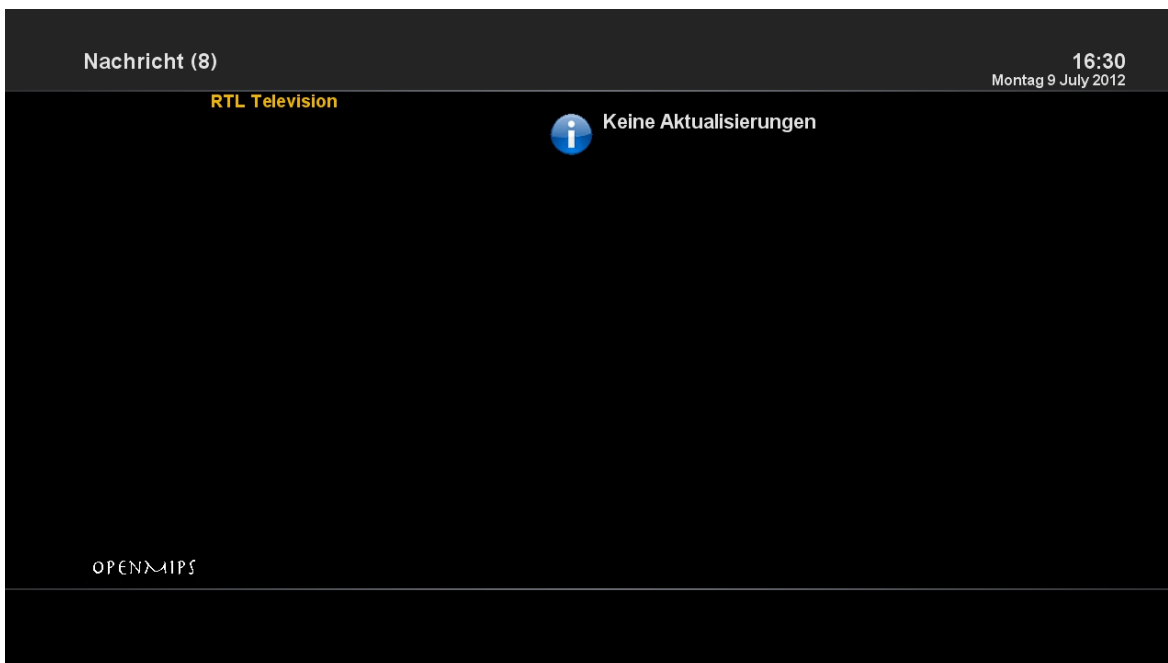 Nachricht (8)
16:30
Montag 9 July 2012
RTL Television
Keine Aktualisierungen
OPENMIPS